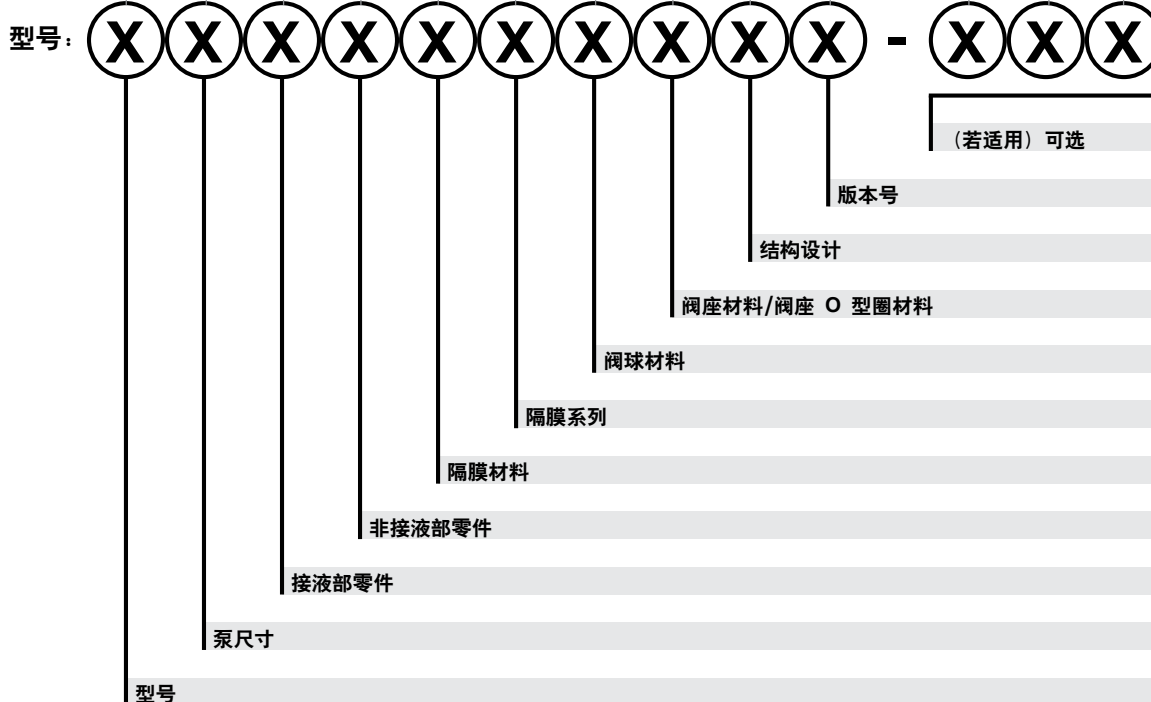 型号: X X X X X X X X X X - X X X
（若适用）可选
版本号
结构设计
阀座材料/阀座 O 型圈材料
阀球材料
隔膜系列
隔膜材料
非接液部零件
接液部零件
泵尺寸
型号